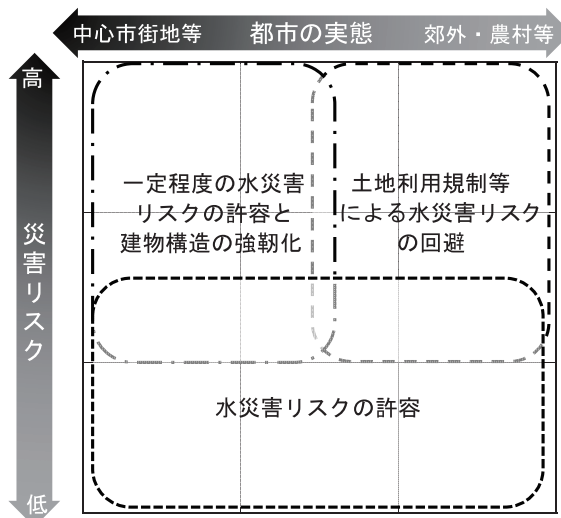 中心市街地等 都市の実態 郊外・農村等
高
災害リスク
低
一定程度の水災害
リスクの許容と
建物構造の強靭化
土地利用規制等
による水災害リスク
の回避
水災害リスクの許容